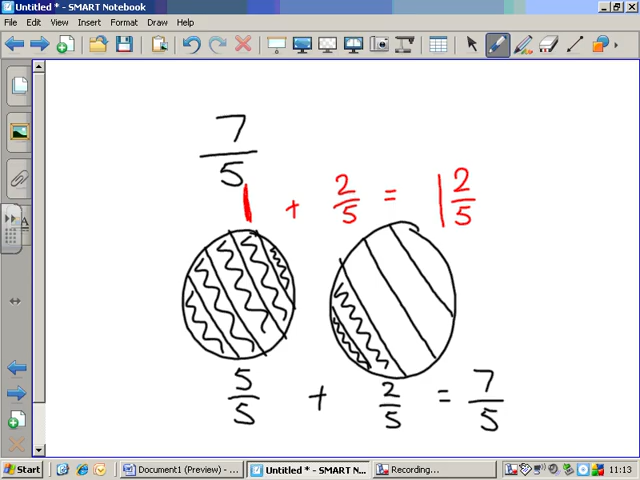 Untitled * - SMART Notebook
File Edit View Insert Format Draw Help
7/5
1 + 2/5 = 1 2/5
5/5 + 2/5 = 7/5
Start
Document1 (Preview) - ...
Untitled * - SMART N...
Recording...
11:13